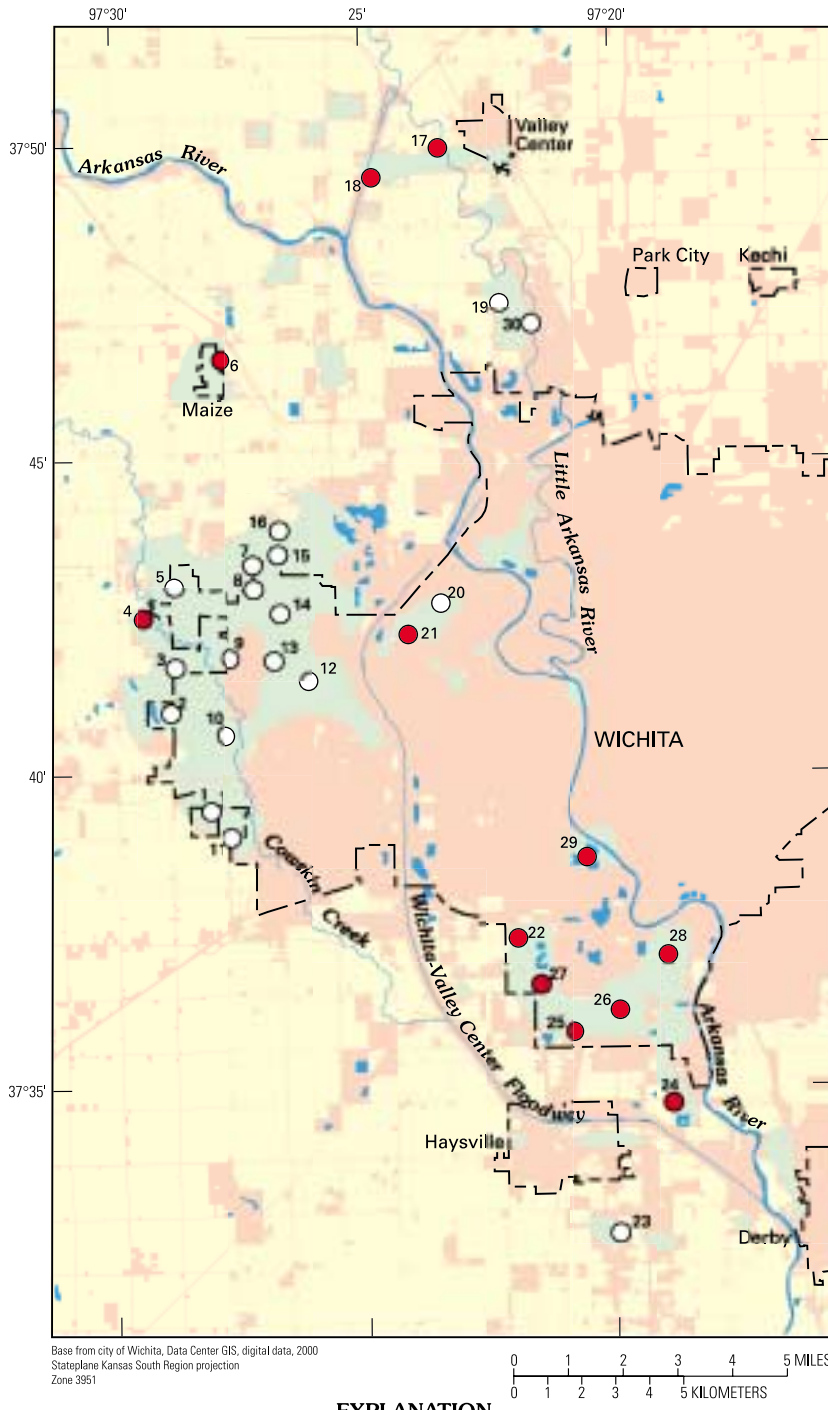 97°30'
25'
97°20'
37°50'
Arkansas River
17
Valley
Center
18
Park City
Kechi
19
30
6
Maize
45'
Little Arkansas River
16
7
15
5
8
14
20
4
21
9
13
3
12
2
10
WICHITA
40'
11
29
Cowskin
Creek
Wichita-Valley Center Floodway
22
28
27
26
25
Arkansas River
37°35'
24
Haysville
23
Derby
Base from city of Wichita, Data Center GIS, digital data, 2000
Stateplane Kansas South Region projection
Zone 3951
0 1 2 3 4 5 MILES
0 1 2 3 4 5 KILOMETERS